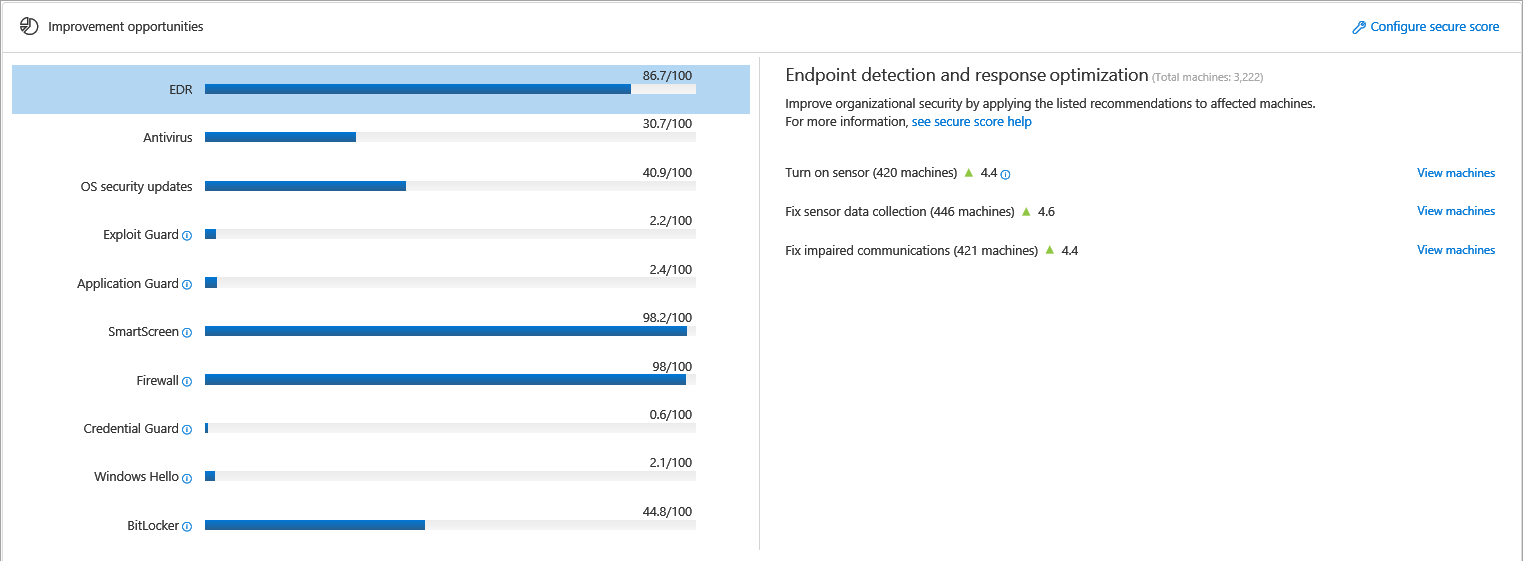 Improvement opportunities
Configure secure score
EDR
86.7/100
Antivirus
30.7/100
OS security updates
40.9/100
Exploit Guard
2.2/100
Application Guard
2.4/100
SmartScreen
98.2/100
Firewall
98/100
Credential Guard
0.6/100
Windows Hello
2.1/100
BitLocker
44.8/100
Endpoint detection and response optimization (Total machines: 3,222)
Improve organizational security by applying the listed recommendations to affected machines.
For more information, see secure score help
Turn on sensor (420 machines) ▲ 4.4
View machines
Fix sensor data collection (446 machines) ▲ 4.6
View machines
Fix impaired communications (421 machines) ▲ 4.4
View machines